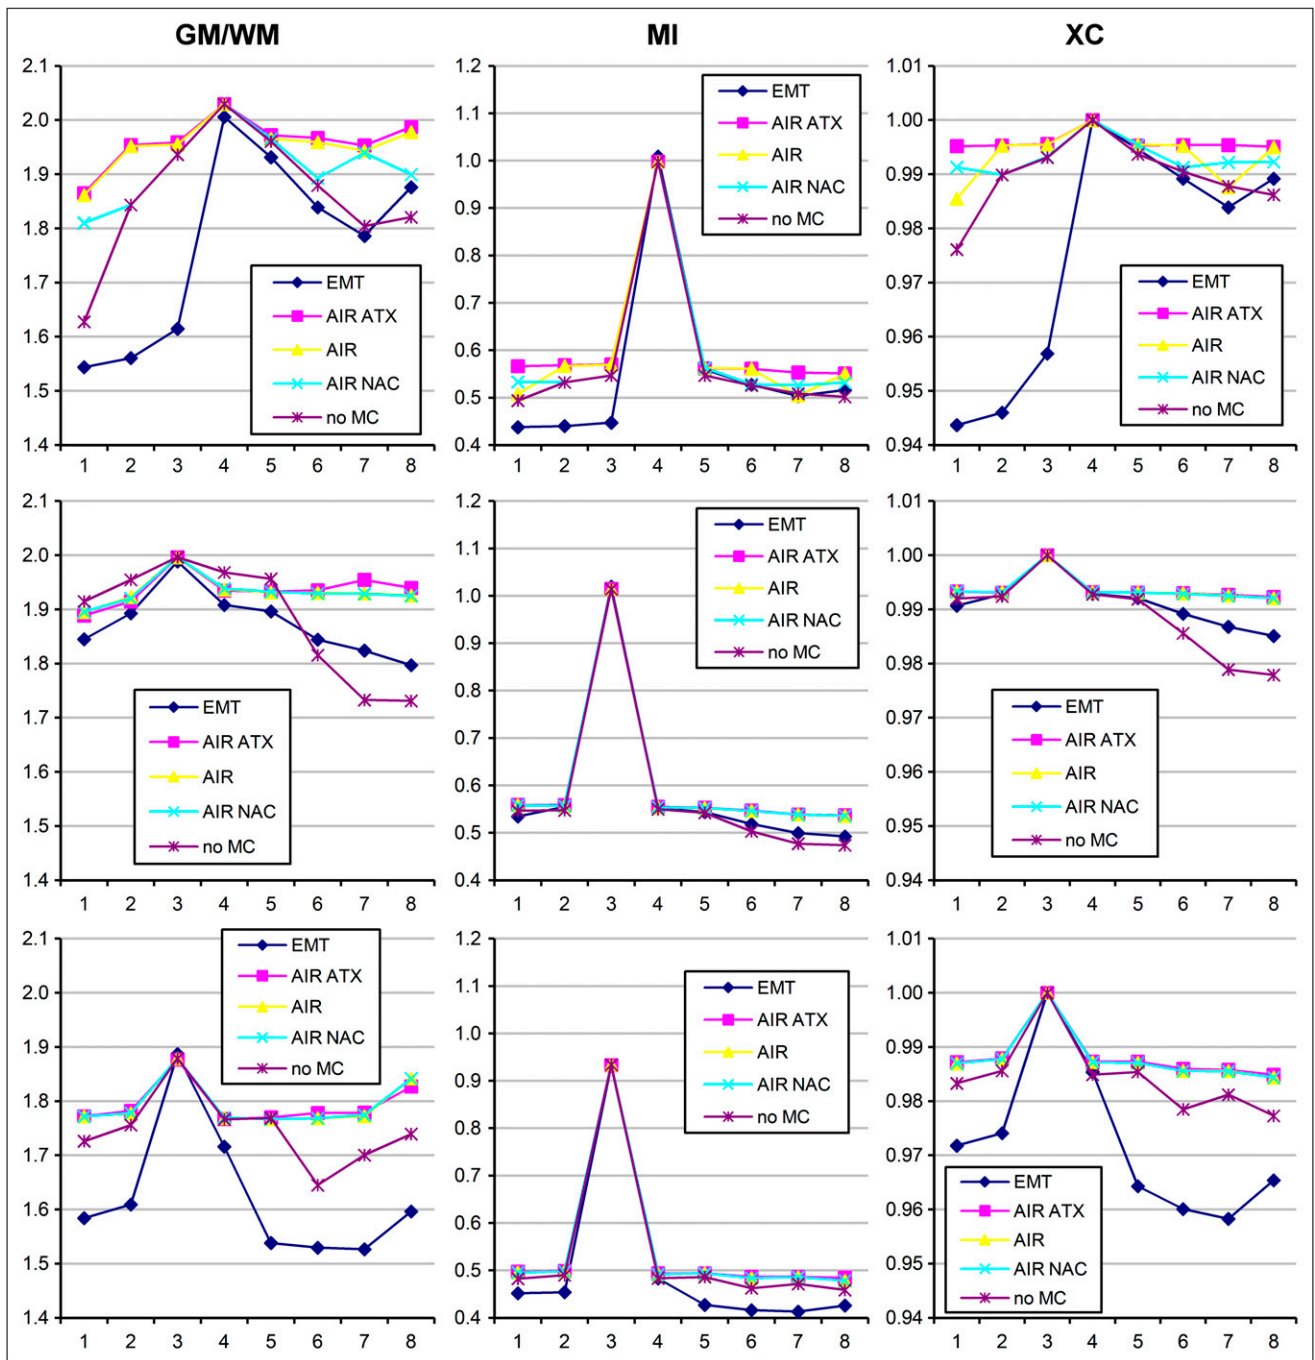 GM/WM
2.1
2.0
1.9
1.8
1.7
1.6
1.5
1.4
1 2 3 4 5 6 7 8
EMT
AIR ATX
AIR
AIR NAC
no MC
MI
1.2
1.1
1.0
0.9
0.8
0.7
0.6
0.5
0.4
1 2 3 4 5 6 7 8
EMT
AIR ATX
AIR
AIR NAC
no MC
XC
1.01
1.00
0.99
0.98
0.97
0.96
0.95
0.94
1 2 3 4 5 6 7 8
EMT
AIR ATX
AIR
AIR NAC
no MC
2.1
2.0
1.9
1.8
1.7
1.6
1.5
1.4
1 2 3 4 5 6 7 8
EMT
AIR ATX
AIR
AIR NAC
no MC
1.2
1.1
1.0
0.9
0.8
0.7
0.6
0.5
0.4
1 2 3 4 5 6 7 8
EMT
AIR ATX
AIR
AIR NAC
no MC
1.01
1.00
0.99
0.98
0.97
0.96
0.95
0.94
1 2 3 4 5 6 7 8
EMT
AIR ATX
AIR
AIR NAC
no MC
2.1
2.0
1.9
1.8
1.7
1.6
1.5
1.4
1 2 3 4 5 6 7 8
EMT
AIR ATX
AIR
AIR NAC
no MC
1.2
1.1
1.0
0.9
0.8
0.7
0.6
0.5
0.4
1 2 3 4 5 6 7 8
EMT
AIR ATX
AIR
AIR NAC
no MC
1.01
1.00
0.99
0.98
0.97
0.96
0.95
0.94
1 2 3 4 5 6 7 8
EMT
AIR ATX
AIR
AIR NAC
no MC